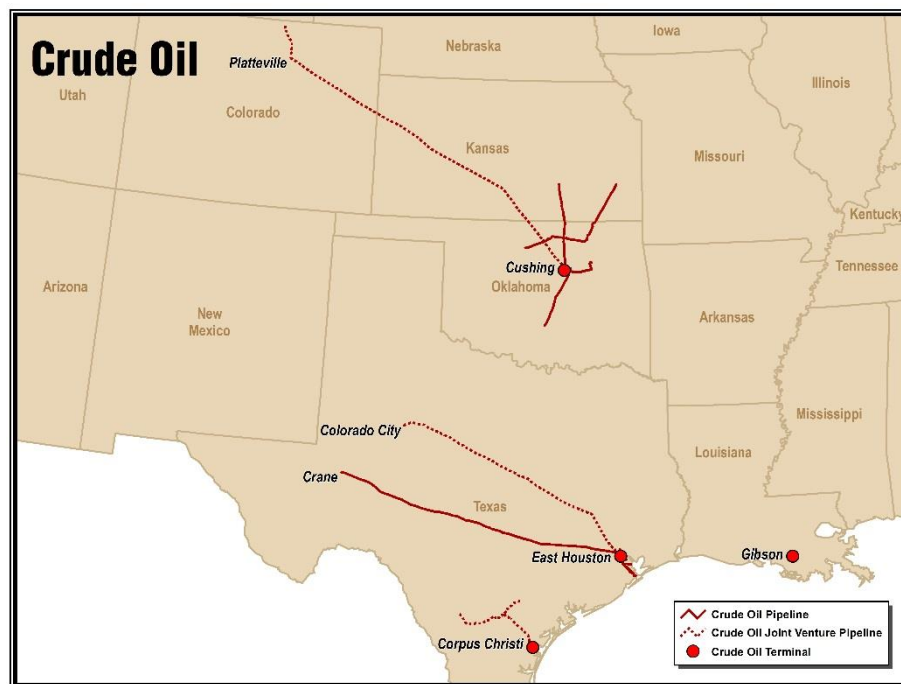 Crude Oil
Platteville
Utah
Colorado
Nebraska
Iowa
Illinois
Kansas
Missouri
Kentucky
Tennessee
Arizona
New
Mexico
Cushing
Oklahoma
Arkansas
Mississippi
Colorado City
Crane
Texas
Louisiana
East Houston
Gibson
Corpus Christi
Crude Oil Pipeline
Crude Oil Joint Venture Pipeline
Crude Oil Terminal